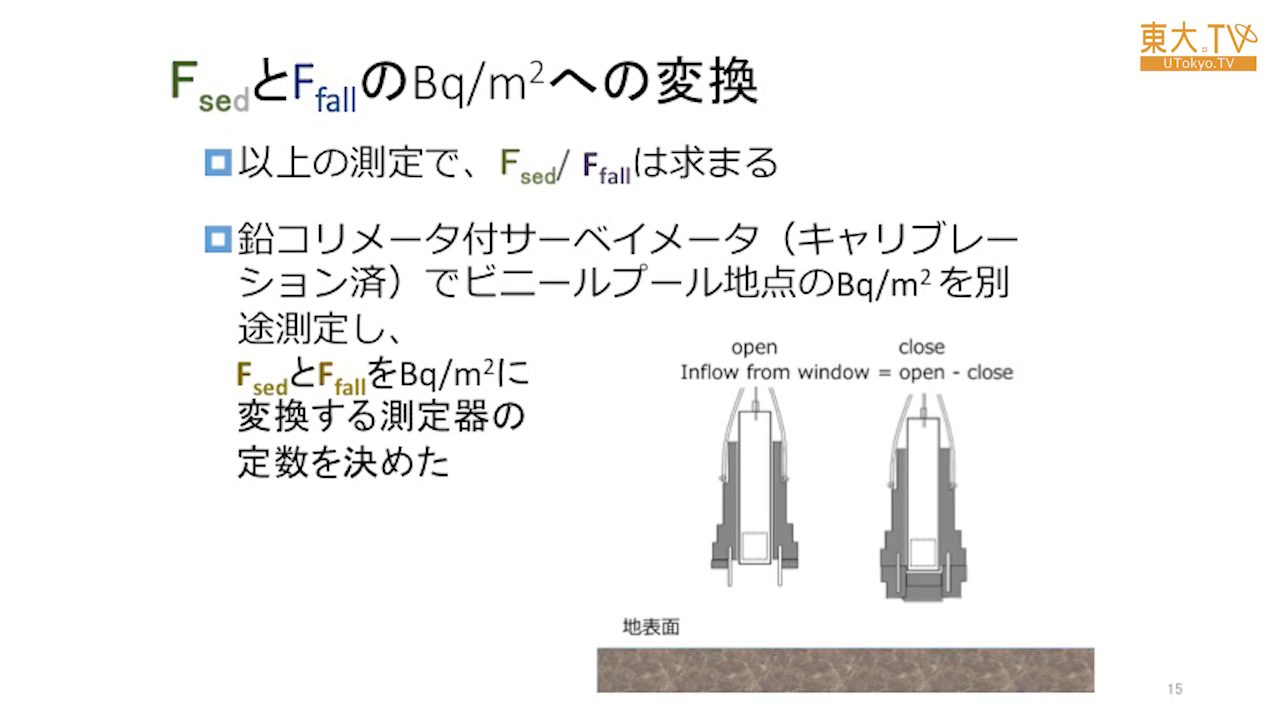 東大TV
UTokyo.TV
FsedとFfallのBq/m2への変換
以上の測定で、Fsed/ Ffallは求まる
鉛コリメータ付サーベイメータ（キャリブレー
ション済）でビニールプール地点のBq/m2 を別
途測定し、
FsedとFfallをBq/m2に
変換する測定器の
定数を決めた
open close
Inflow from window = open - close
地表面
15